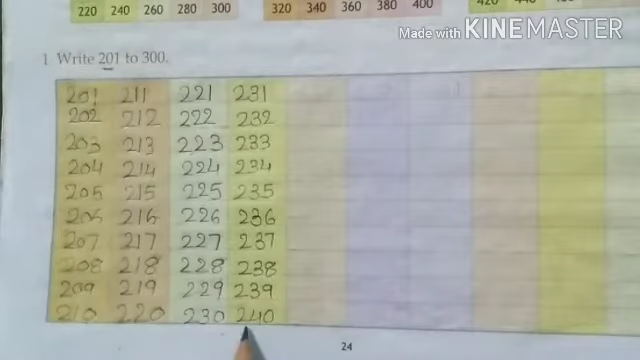 220 240 260 280 300 320 340 360 380 400
Made with KINEMASTER
1 Write 201 to 300.
201 211 221 231
202 212 222 232
203 213 223 233
204 214 224 234
205 215 225 235
206 216 226 236
207 217 227 237
208 218 228 238
209 219 229 239
210 220 230 240
24